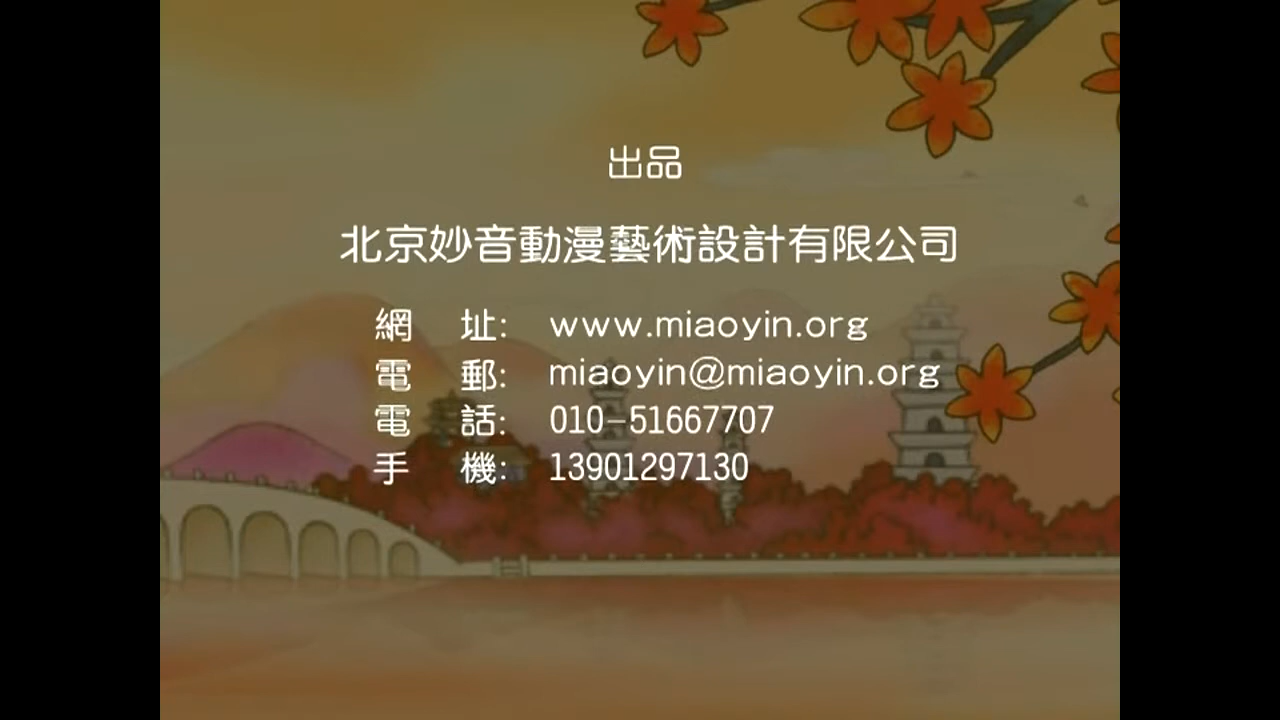 出品
北京妙音動漫藝術設計有限公司
網 址: www.miaoyin.org
電 郵: miaoyin@miaoyin.org
電 話: 010-51667707
手 機: 13901297130